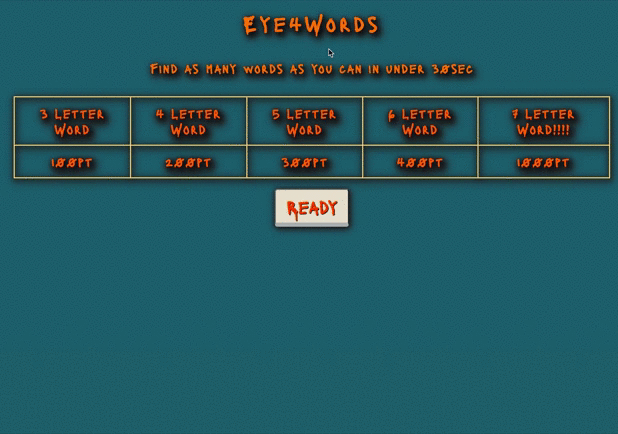 Eye4Words
Find as many words as you can in under 30sec
3 Letter Word
4 Letter Word
5 Letter Word
6 Letter Word
7 Letter Word!!!!
100pt
200pt
300pt
400pt
1000pt
Ready